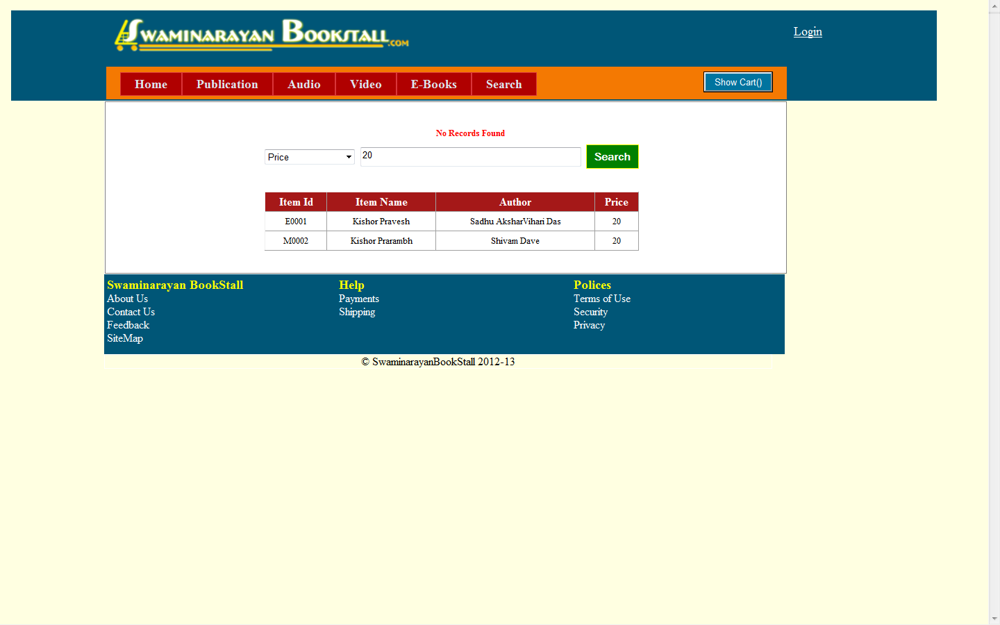 SWAMINARAYAN BOOKSTALL.COM
Login
Home Publication Audio Video E-Books Search Show Cart()
No Records Found
Price 20 Search
Item Id Item Name Author Price
E0001 Kishor Pravesh Sadhu AksharVihari Das 20
M0002 Kishor Prarambh Shivam Dave 20
Swaminarayan BookStall Help Polices
About Us Payments Terms of Use
Contact Us Shipping Security
Feedback Privacy
SiteMap
© SwaminarayanBookStall 2012-13